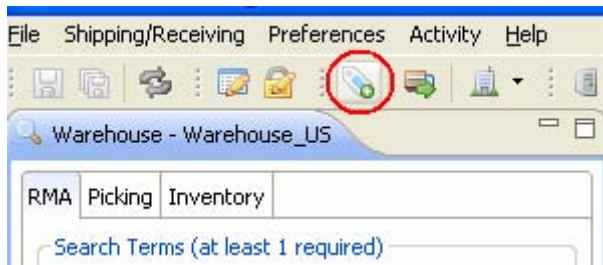 File Shipping/Receiving Preferences Activity Help
Warehouse - Warehouse_US
RMA Picking Inventory
Search Terms (at least 1 required)